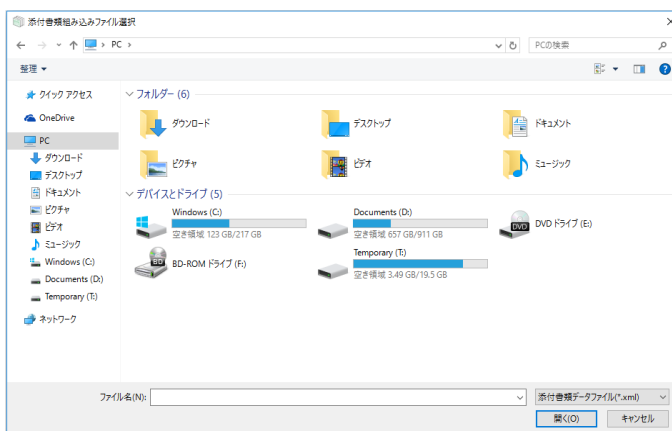 添付書類組み込みファイル選択
PC
PCの検索
整理
クイック アクセス
OneDrive
PC
ダウンロード
デスクトップ
ドキュメント
ピクチャ
ビデオ
ミュージック
Windows (C:)
Documents (D:)
Temporary (T:)
ネットワーク
フォルダー (6)
ダウンロード
デスクトップ
ドキュメント
ピクチャ
ビデオ
ミュージック
デバイスとドライブ (5)
Windows (C:)
空き領域 123 GB/217 GB
Documents (D:)
空き領域 657 GB/911 GB
DVD
DVD ドライブ (E:)
BD
BD-ROM ドライブ (F:)
Temporary (T:)
空き領域 3.49 GB/19.5 GB
ファイル名(N):
添付書類データファイル(*.xml)
開く(O)
キャンセル